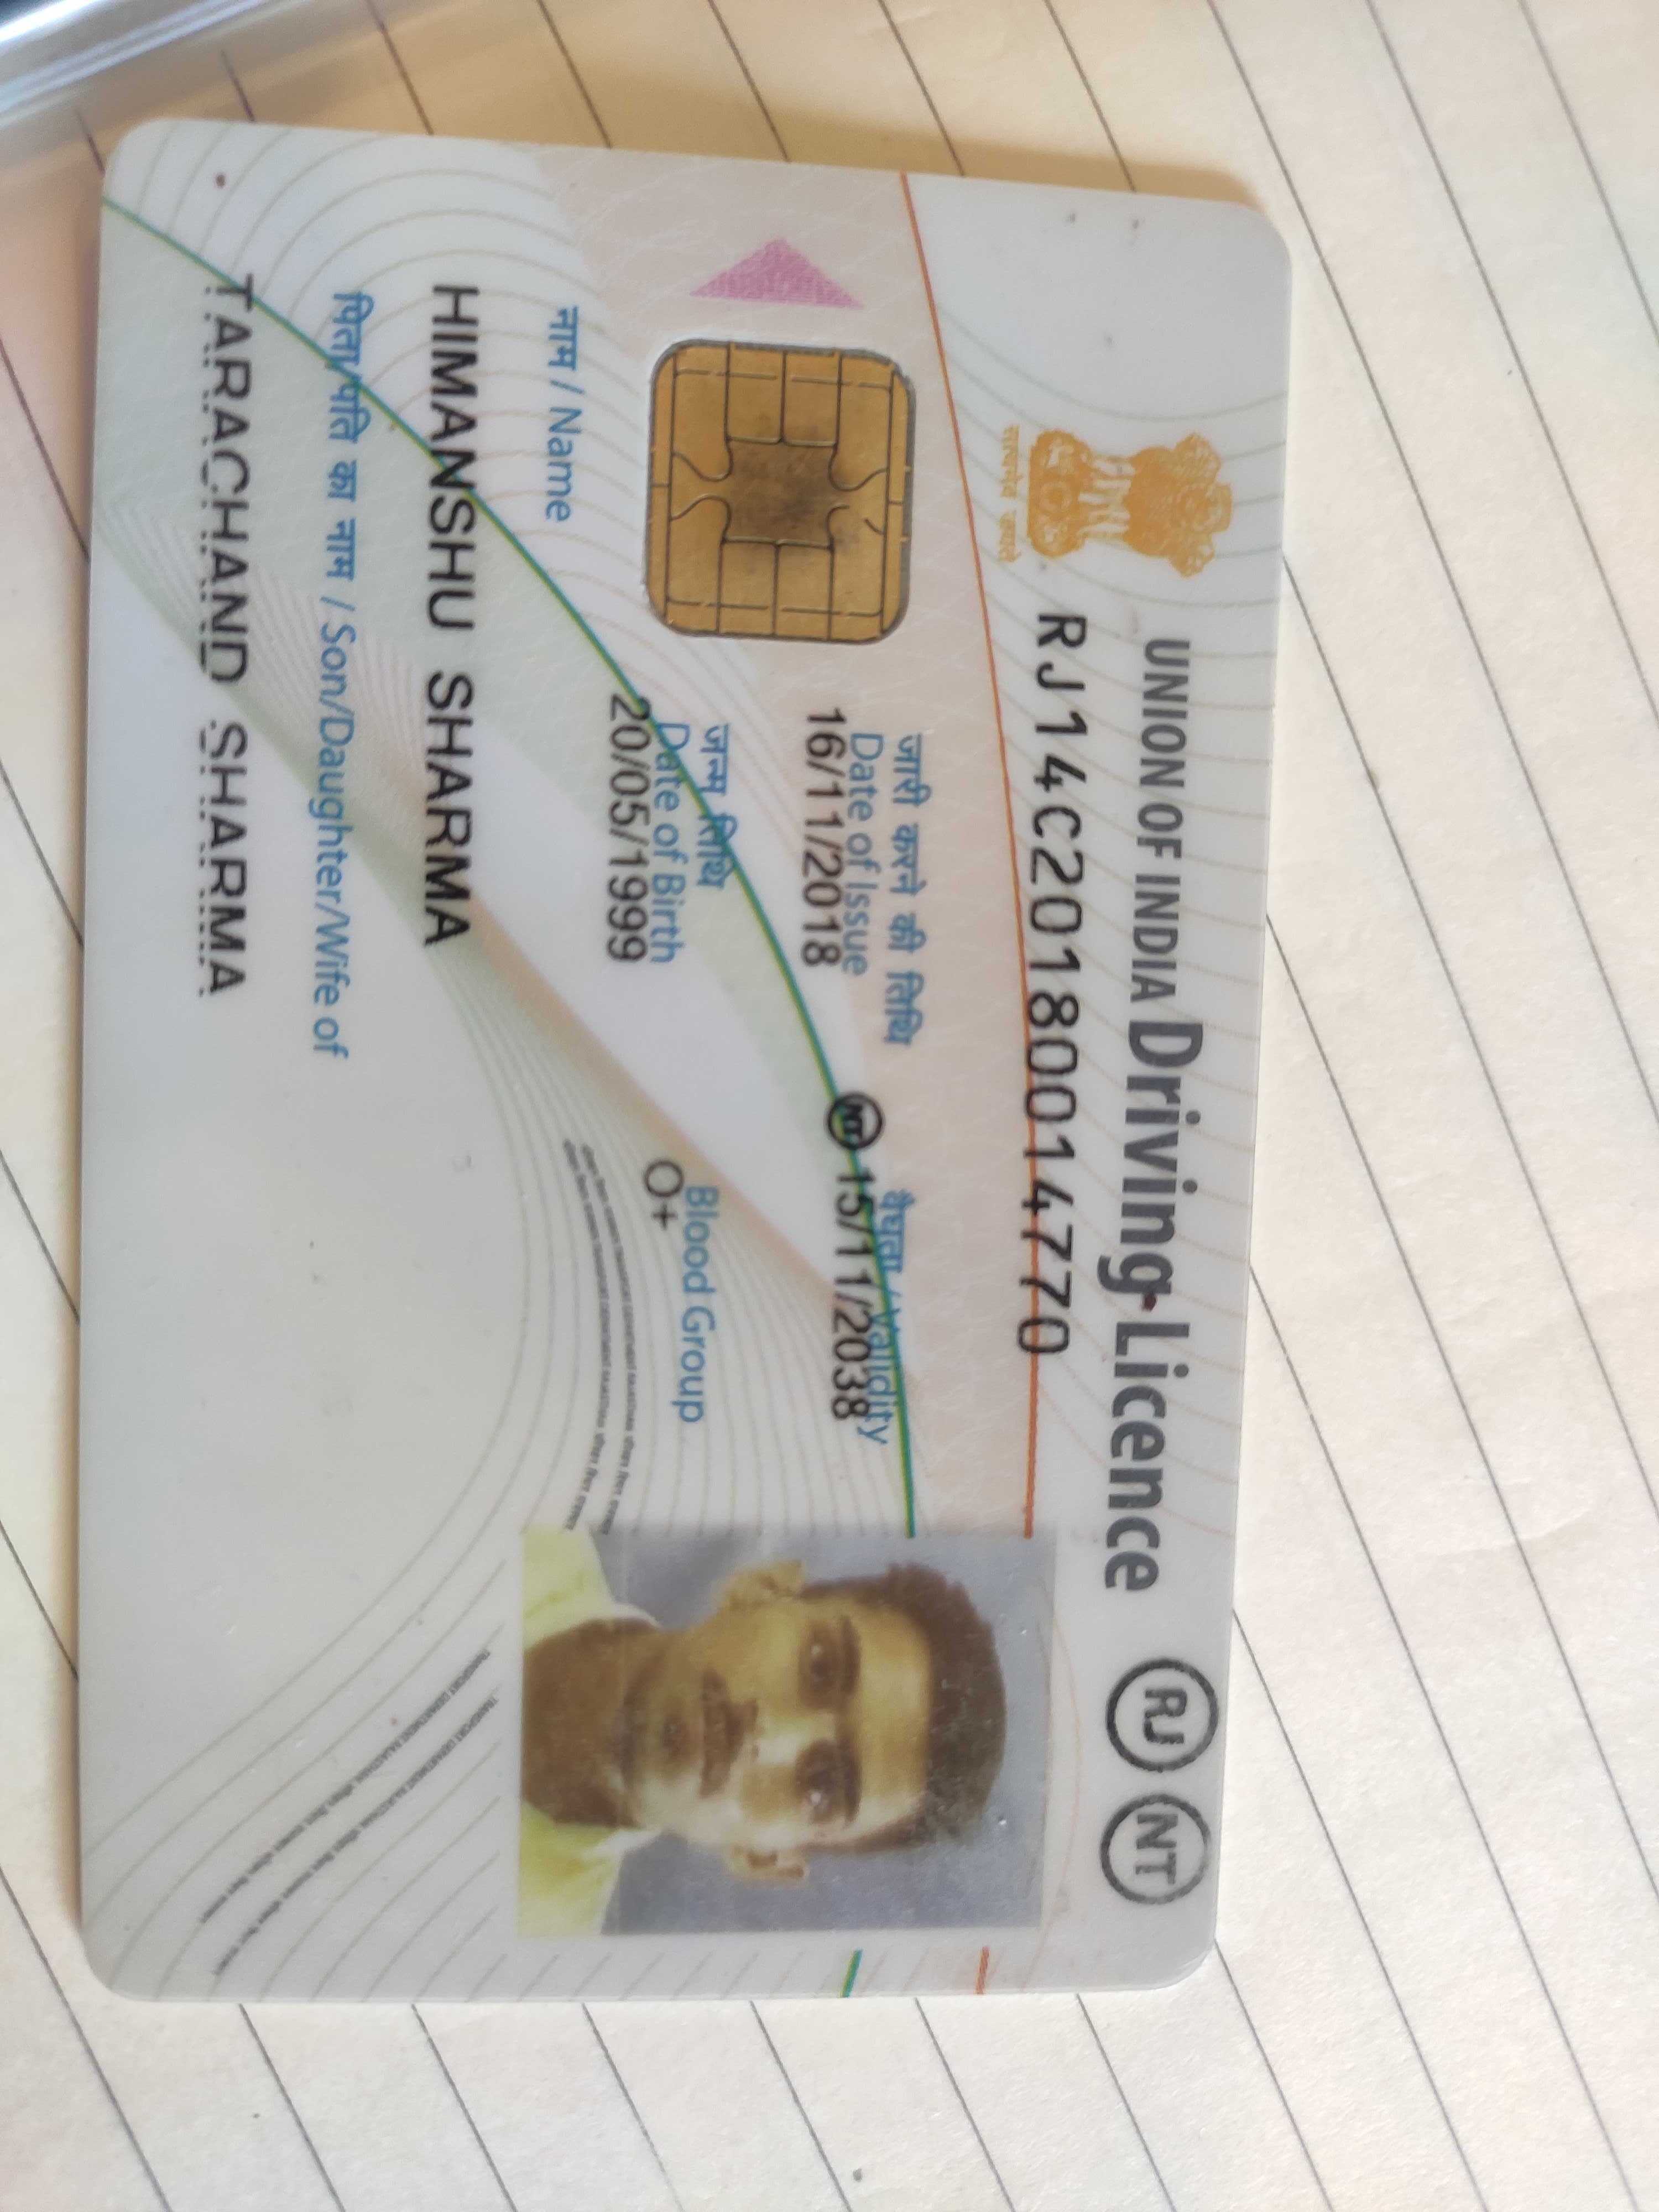 UNION OF INDIA Driving Licence RJ NT
सत्यमेव जयते
RJ14C20180014770
जारी करने की तिथि
वैधता / Validity
Date of Issue
16/11/2018
NT 15/11/2038
जन्म तिथि
Date of Birth
20/05/1999
Blood Group
O+
नाम / Name
HIMANSHU SHARMA
पिता/पति का नाम / Son/Daughter/Wife of
TARACHAND SHARMA